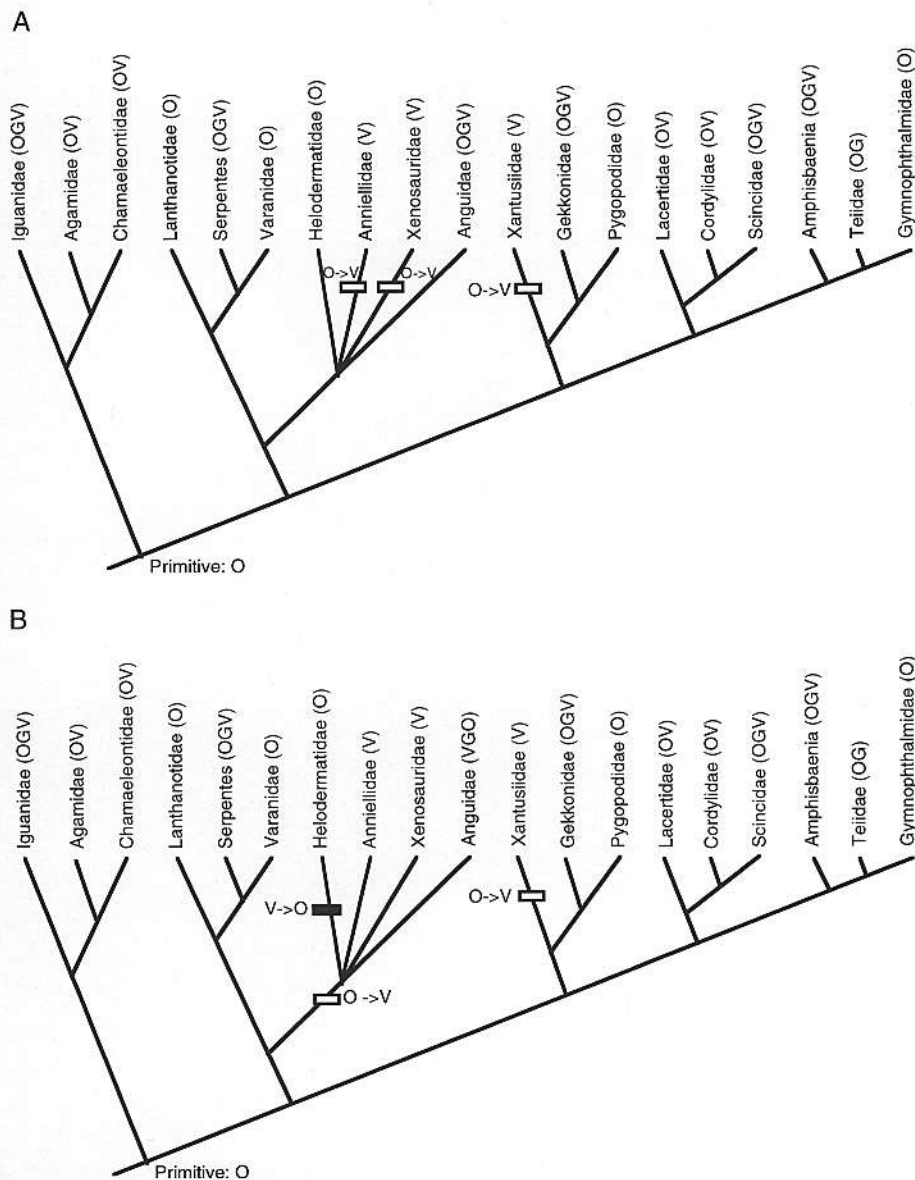 A
Iguanidae (OGV)
Agamidae (OV)
Chamaeleontidae (OV)
Lanthanotidae (O)
Serpentes (OGV)
Varanidae (O)
Helodermatidae (O)
Anniellidae (V)
Xenosauridae (V)
Anguidae (OGV)
Xantusiidae (V)
Gekkonidae (OGV)
Pygopodidae (O)
Lacertidae (OV)
Cordylidae (OV)
Scincidae (OGV)
Amphisbaenia (OGV)
Teiidae (OG)
Gymnophthalmidae (O)
O->V
O->V
O->V
Primitive: O
B
Iguanidae (OGV)
Agamidae (OV)
Chamaeleontidae (OV)
Lanthanotidae (O)
Serpentes (OGV)
Varanidae (O)
Helodermatidae (O)
Anniellidae (V)
Xenosauridae (V)
Anguidae (VGO)
Xantusiidae (V)
Gekkonidae (OGV)
Pygopodidae (O)
Lacertidae (OV)
Cordylidae (OV)
Scincidae (OGV)
Amphisbaenia (OGV)
Teiidae (OG)
Gymnophthalmidae (O)
V->O
O->V
O ->V
Primitive: O